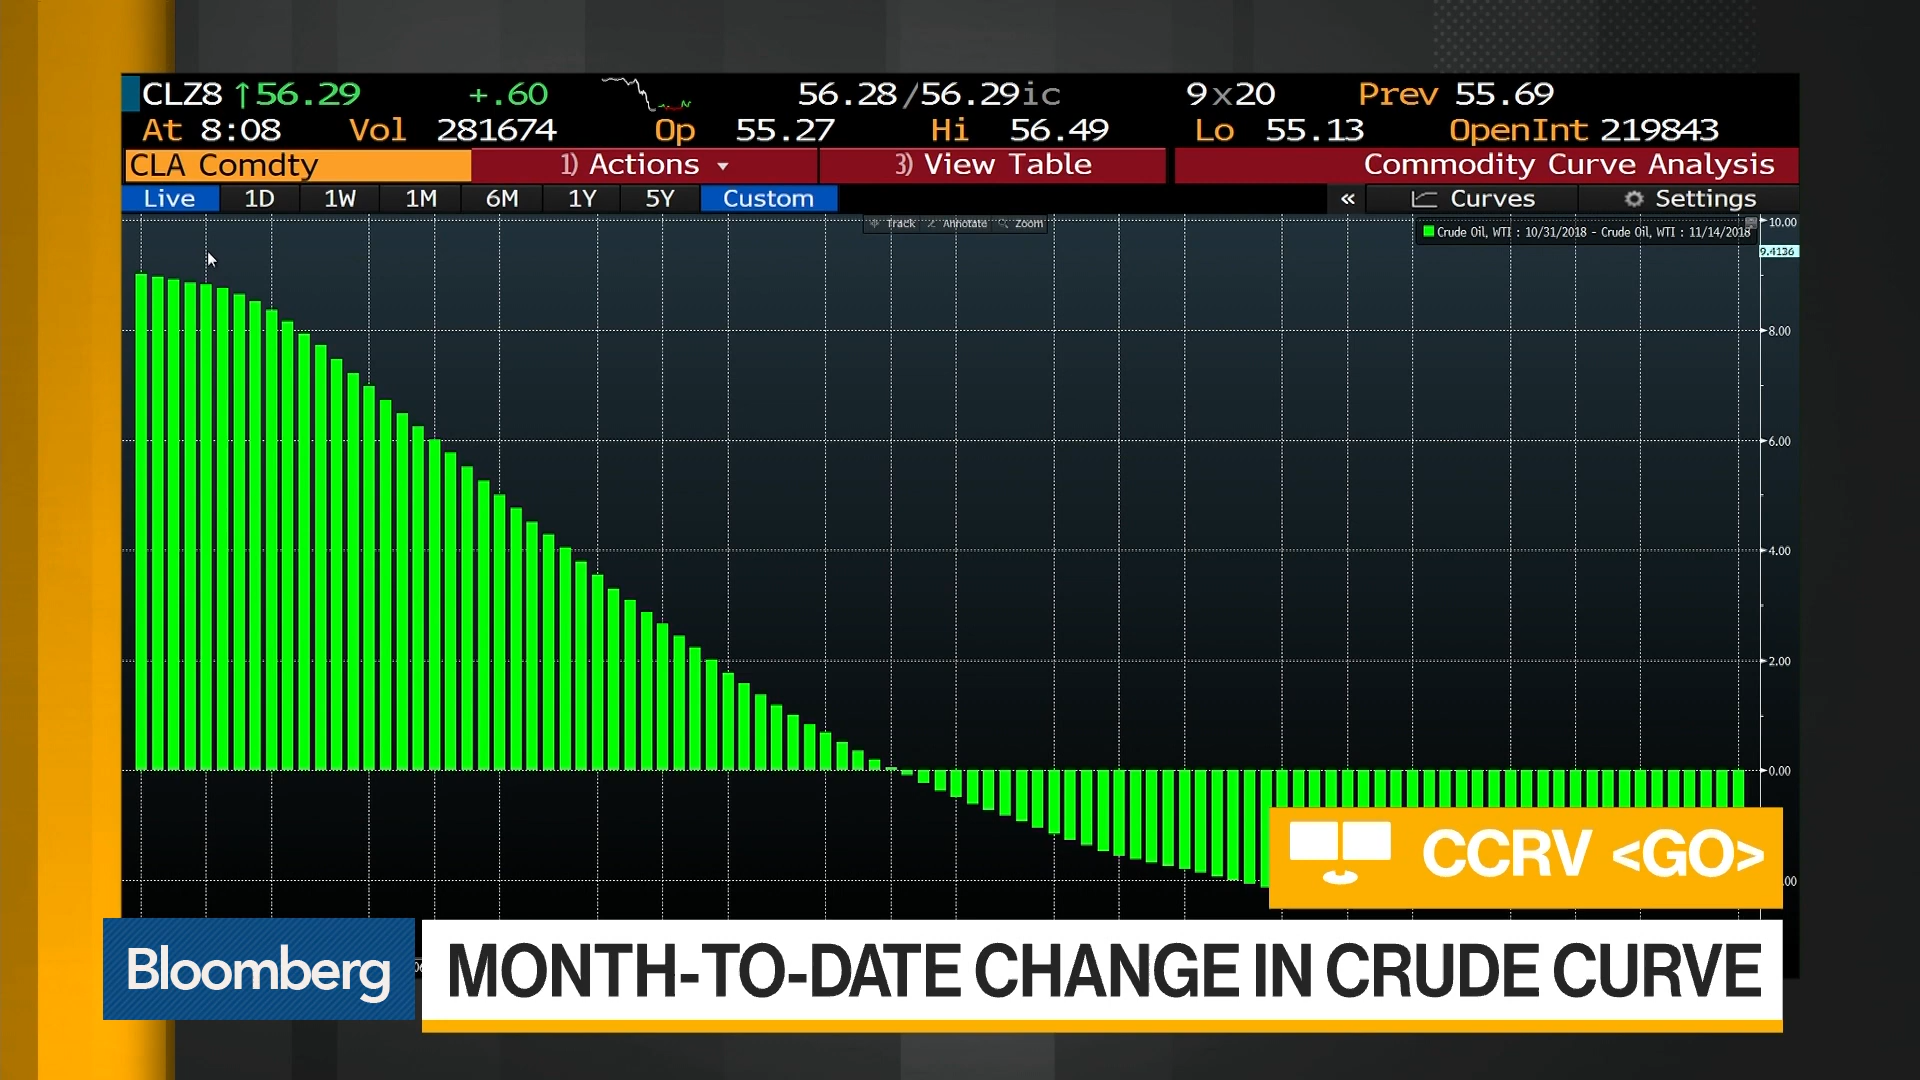 CLZ8 ↑56.29 +.60 56.28/56.29ic 9x20 Prev 55.69
At 8:08 Vol 281674 Op 55.27 Hi 56.49 Lo 55.13 OpenInt 219843
CLA Comdty 1) Actions 3) View Table Commodity Curve Analysis
Live 1D 1W 1M 6M 1Y 5Y Custom « Curves Settings
Track Annotate Zoom
Crude Oil, WTI : 10/31/2018 - Crude Oil, WTI : 11/14/2018
10.00
9.4136
8.00
6.00
4.00
2.00
0.00
.00
CCRV <GO>
Bloomberg
MONTH-TO-DATE CHANGE IN CRUDE CURVE